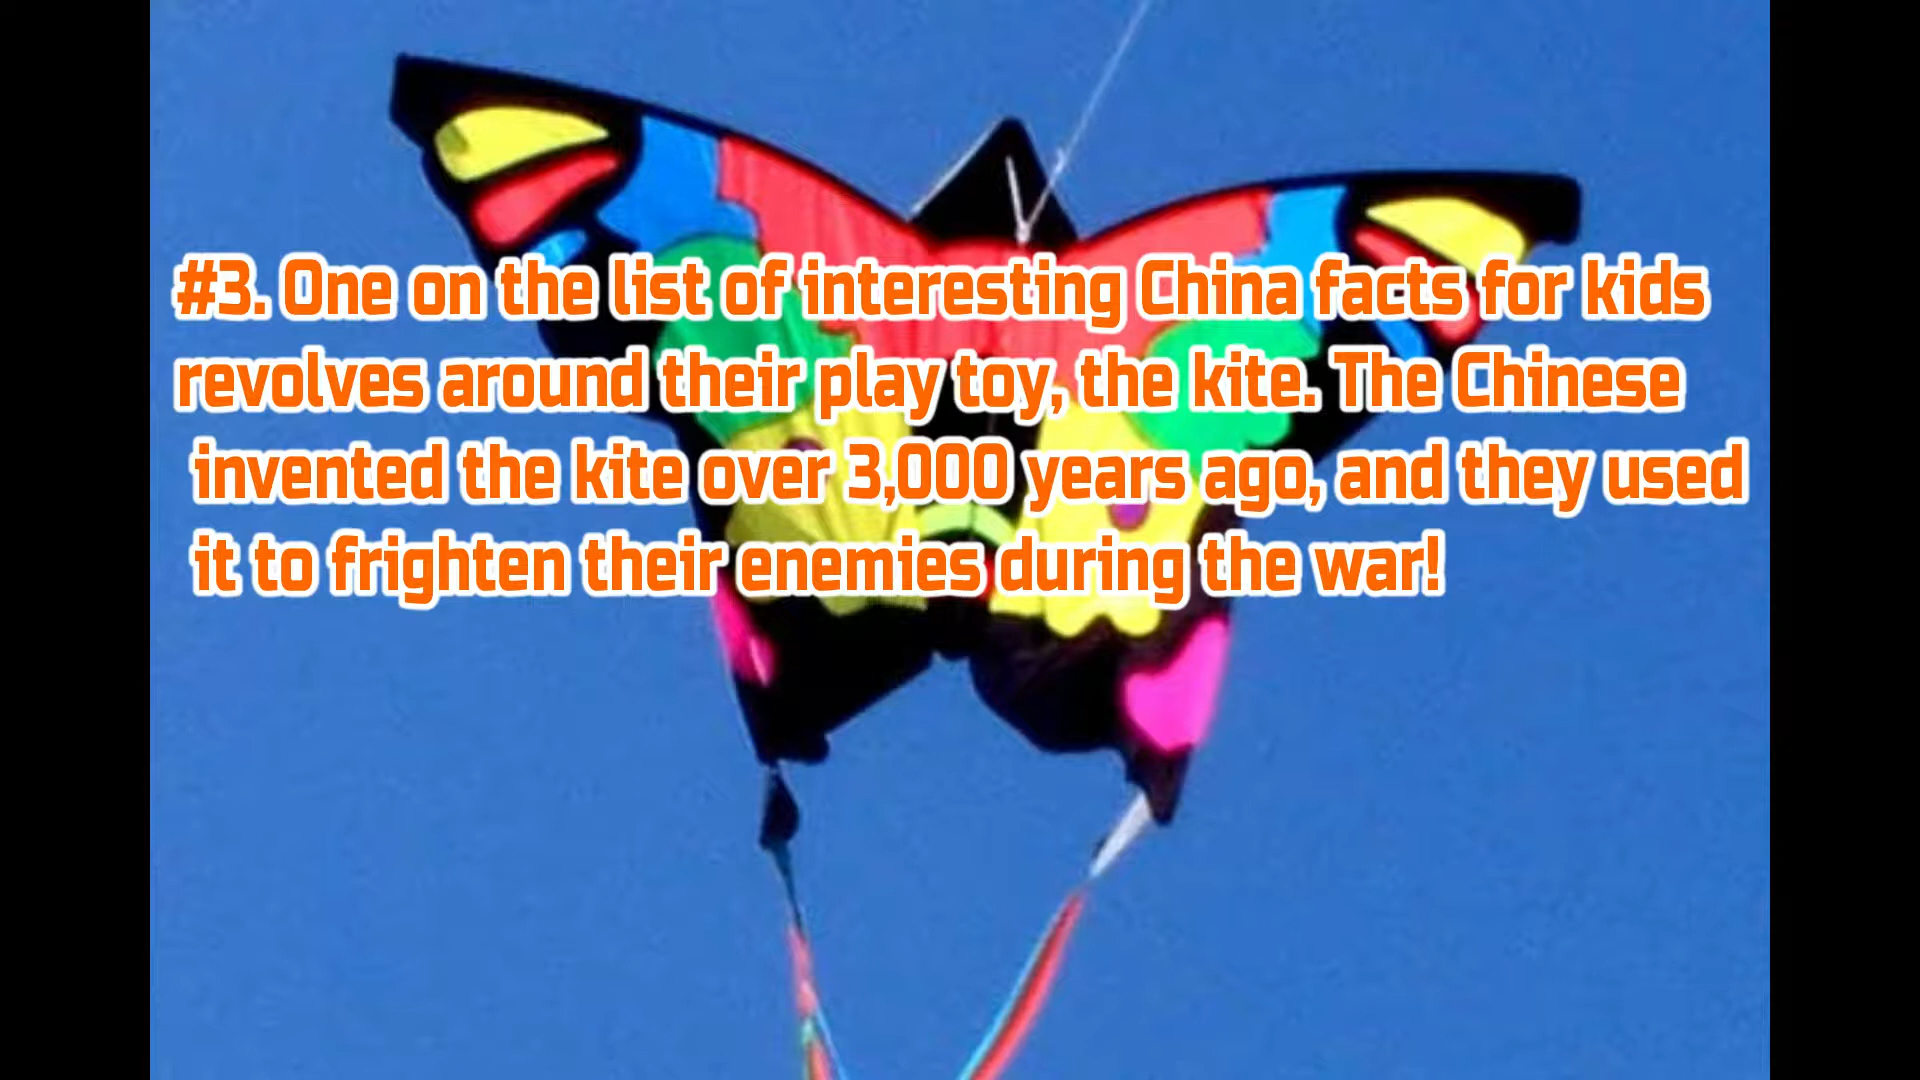 #3. One on the list of interesting China facts for kids
revolves around their play toy, the kite. The Chinese
invented the kite over 3,000 years ago, and they used
it to frighten their enemies during the war!